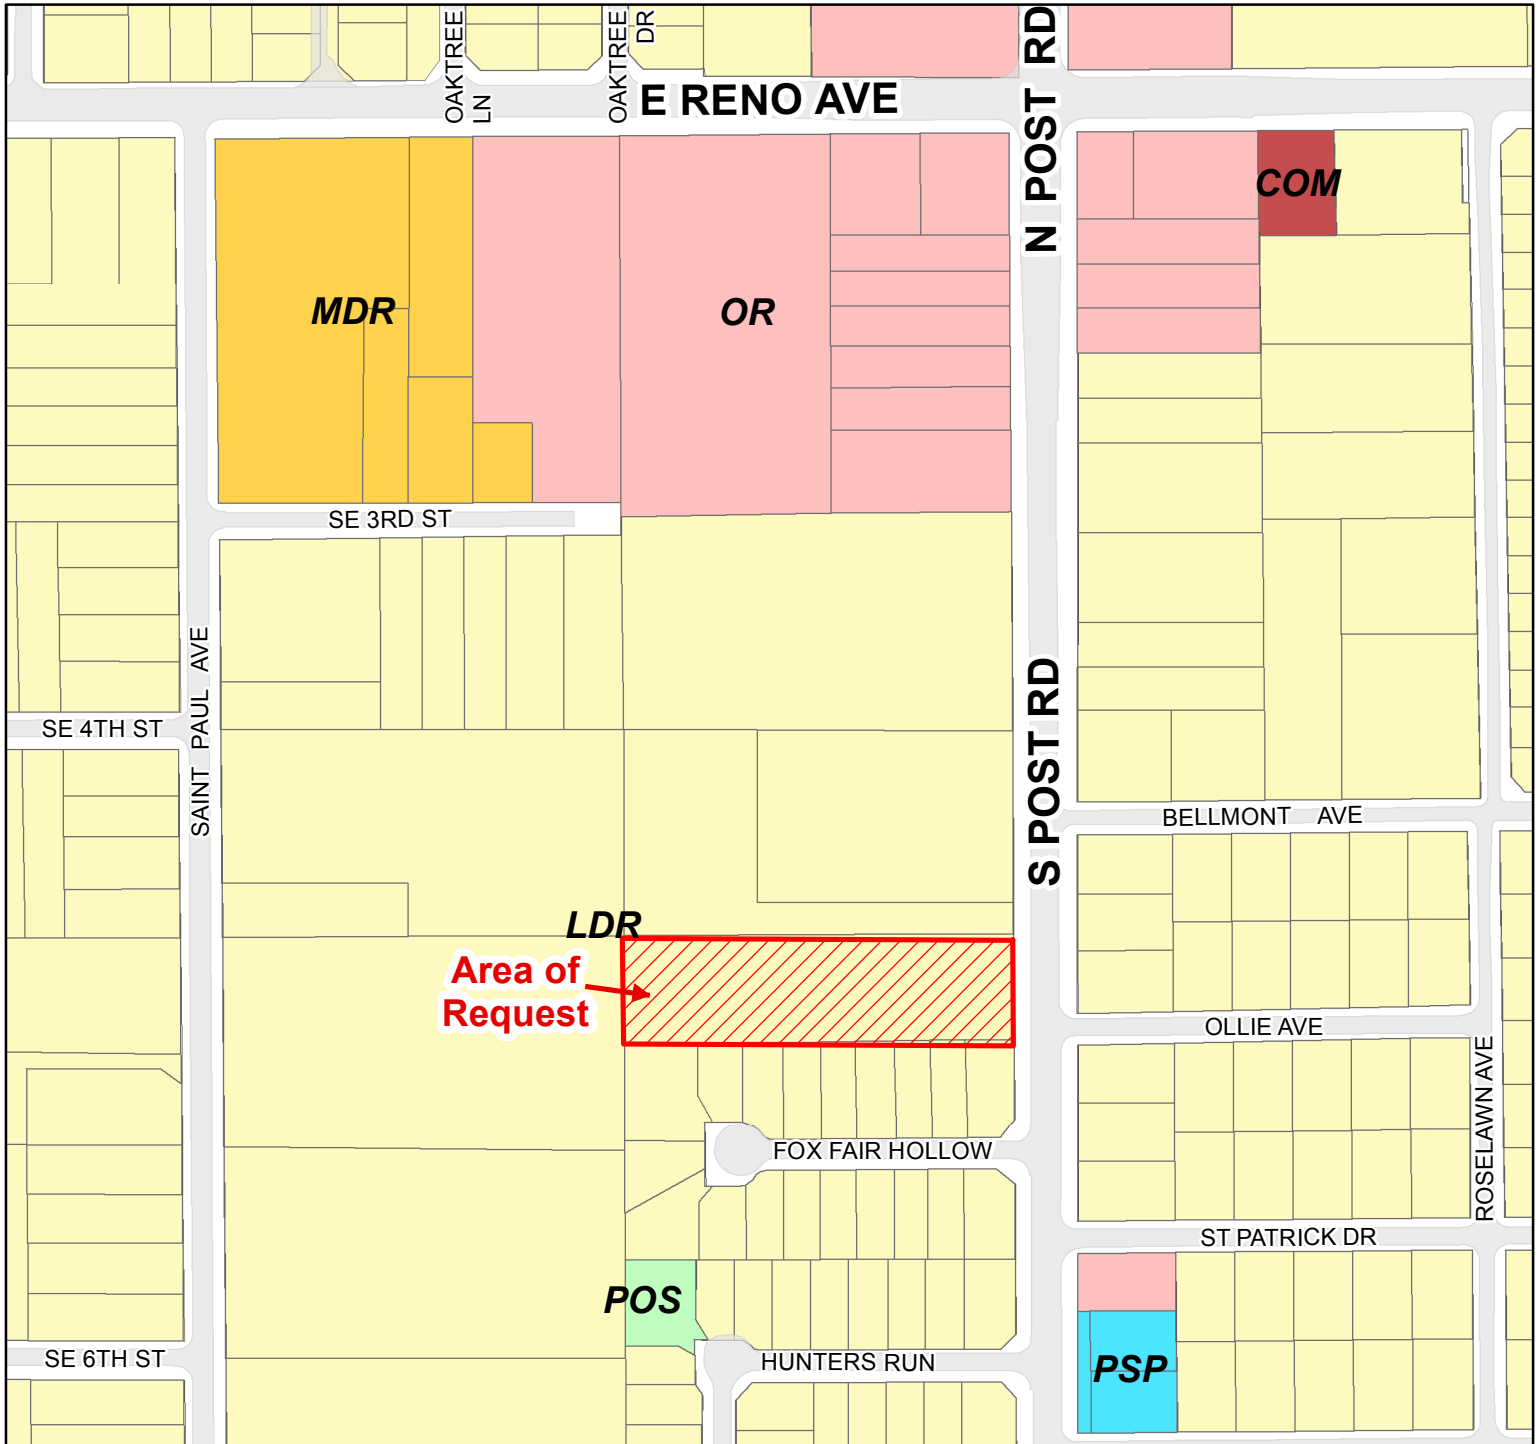 OAKTREE
LN
OAKTREE
DR
E RENO AVE
N POST RD
COM
MDR
OR
SE 3RD ST
SAINT PAUL AVE
SE 4TH ST
S POST RD
BELLMONT AVE
LDR
Area of
Request
OLLIE AVE
ROSELAWN AVE
FOX FAIR HOLLOW
ST PATRICK DR
POS
SE 6TH ST
HUNTERS RUN
PSP